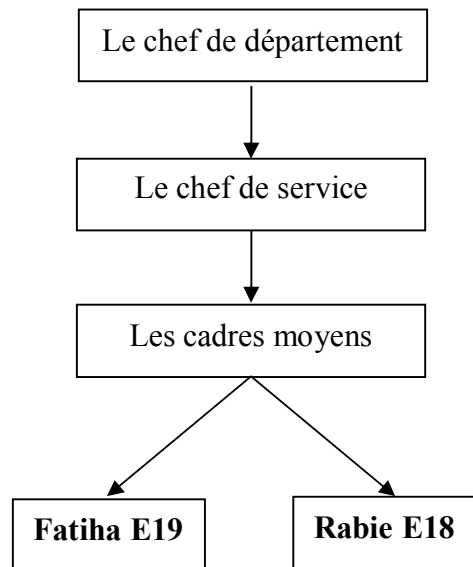 Le chef de département
Le chef de service
Les cadres moyens
Fatiha E19
Rabie E18